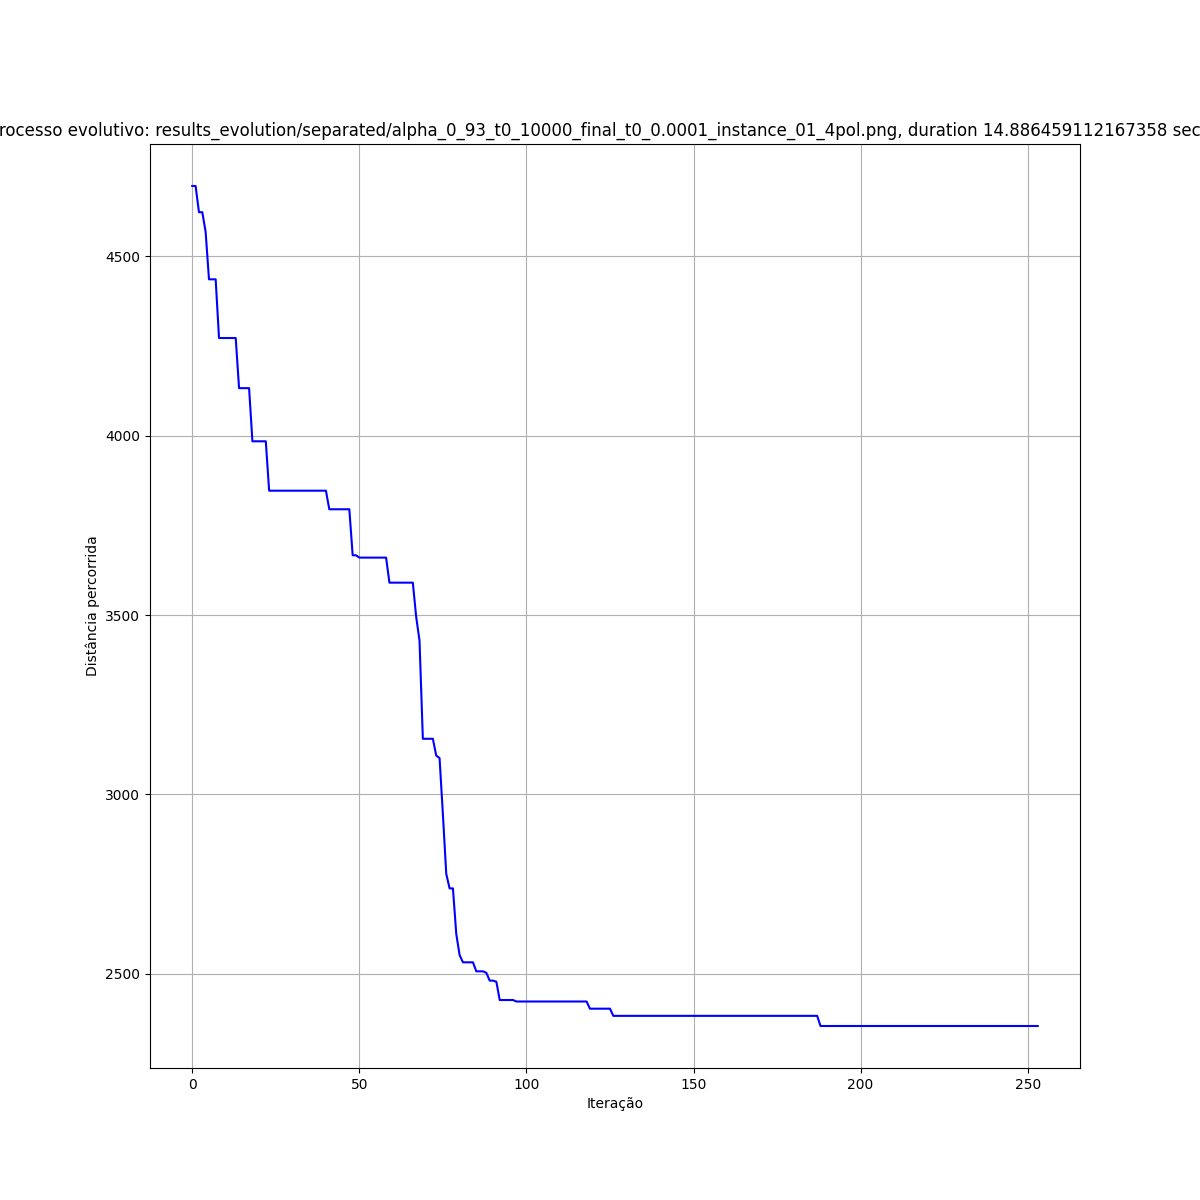 rocesso evolutivo: results_evolution/separated/alpha_0_93_t0_10000_final_t0_0.0001_instance_01_4pol.png, duration 14.886459112167358 sec
4500
4000
3500
3000
2500
Distância percorrida
0 50 100 150 200 250
Iteração